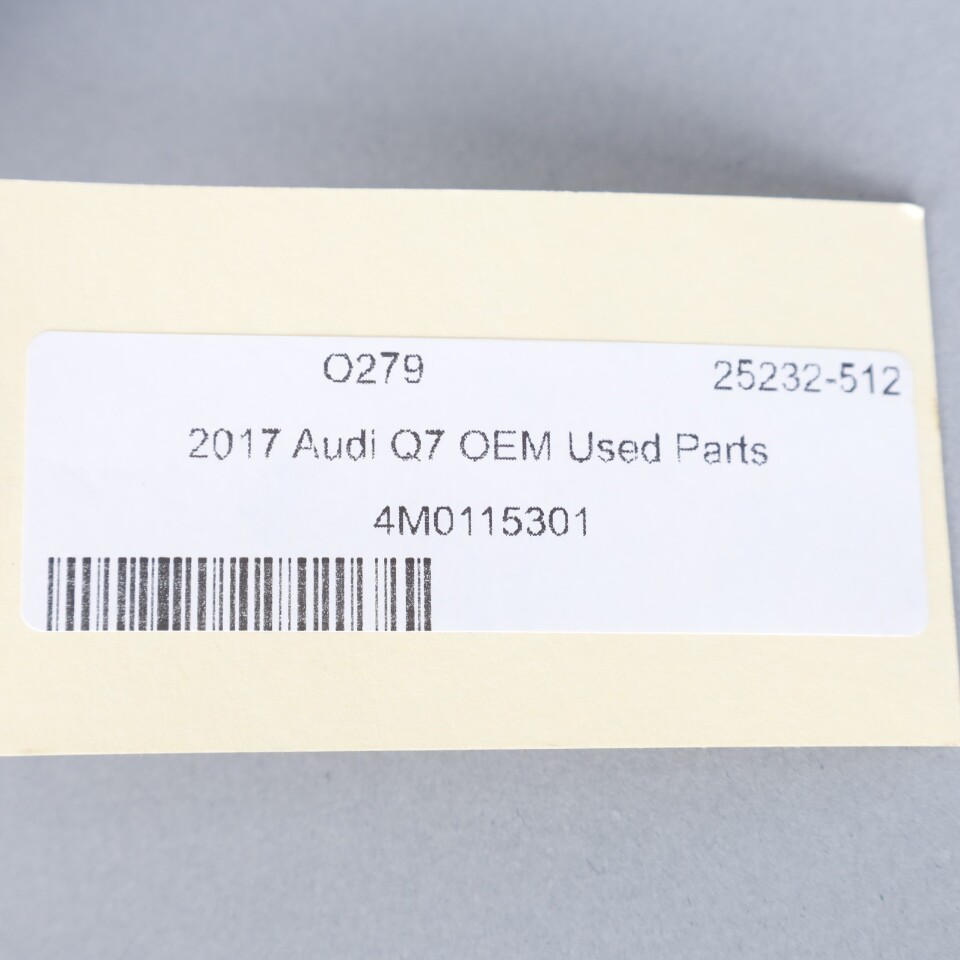 O279 25232-512
2017 Audi Q7 OEM Used Parts
4M0115301